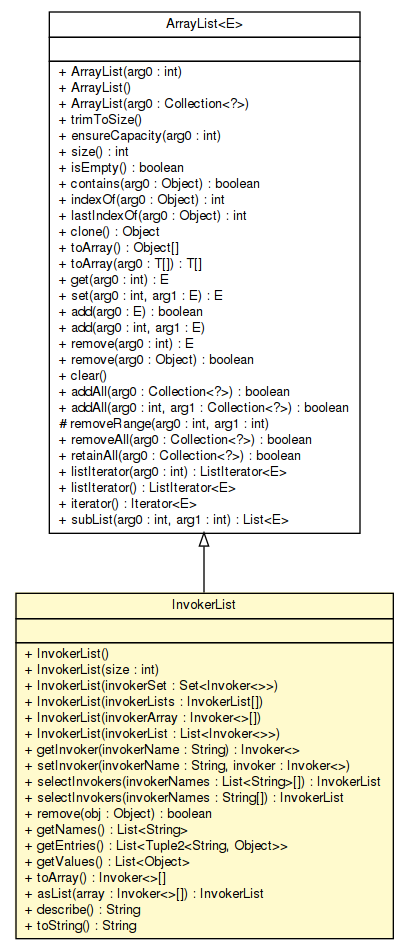 ArrayList<E>
+ ArrayList(arg0 : int)
+ ArrayList()
+ ArrayList(arg0 : Collection<?>)
+ trimToSize()
+ ensureCapacity(arg0 : int)
+ size() : int
+ isEmpty() : boolean
+ contains(arg0 : Object) : boolean
+ indexOf(arg0 : Object) : int
+ lastIndexOf(arg0 : Object) : int
+ clone() : Object
+ toArray() : Object[]
+ toArray(arg0 : T[]) : T[]
+ get(arg0 : int) : E
+ set(arg0 : int, arg1 : E) : E
+ add(arg0 : E) : boolean
+ add(arg0 : int, arg1 : E)
+ remove(arg0 : int) : E
+ remove(arg0 : Object) : boolean
+ clear()
+ addAll(arg0 : Collection<?>) : boolean
+ addAll(arg0 : int, arg1 : Collection<?>) : boolean
# removeRange(arg0 : int, arg1 : int)
+ removeAll(arg0 : Collection<?>) : boolean
+ retainAll(arg0 : Collection<?>) : boolean
+ listIterator(arg0 : int) : ListIterator<E>
+ listIterator() : ListIterator<E>
+ iterator() : Iterator<E>
+ subList(arg0 : int, arg1 : int) : List<E>
InvokerList
+ InvokerList()
+ InvokerList(size : int)
+ InvokerList(invokerSet : Set<Invoker<>>)
+ InvokerList(invokerLists : InvokerList[])
+ InvokerList(invokerArray : Invoker<>[])
+ InvokerList(invokerList : List<Invoker<>>)
+ getInvoker(invokerName : String) : Invoker<>
+ setInvoker(invokerName : String, invoker : Invoker<>)
+ selectInvokers(invokerNames : List<String>[]) : InvokerList
+ selectInvokers(invokerNames : String[]) : InvokerList
+ remove(obj : Object) : boolean
+ getNames() : List<String>
+ getEntries() : List<Tuple2<String, Object>>
+ getValues() : List<Object>
+ toArray() : Invoker<>[]
+ asList(array : Invoker<>[]) : InvokerList
+ describe() : String
+ toString() : String